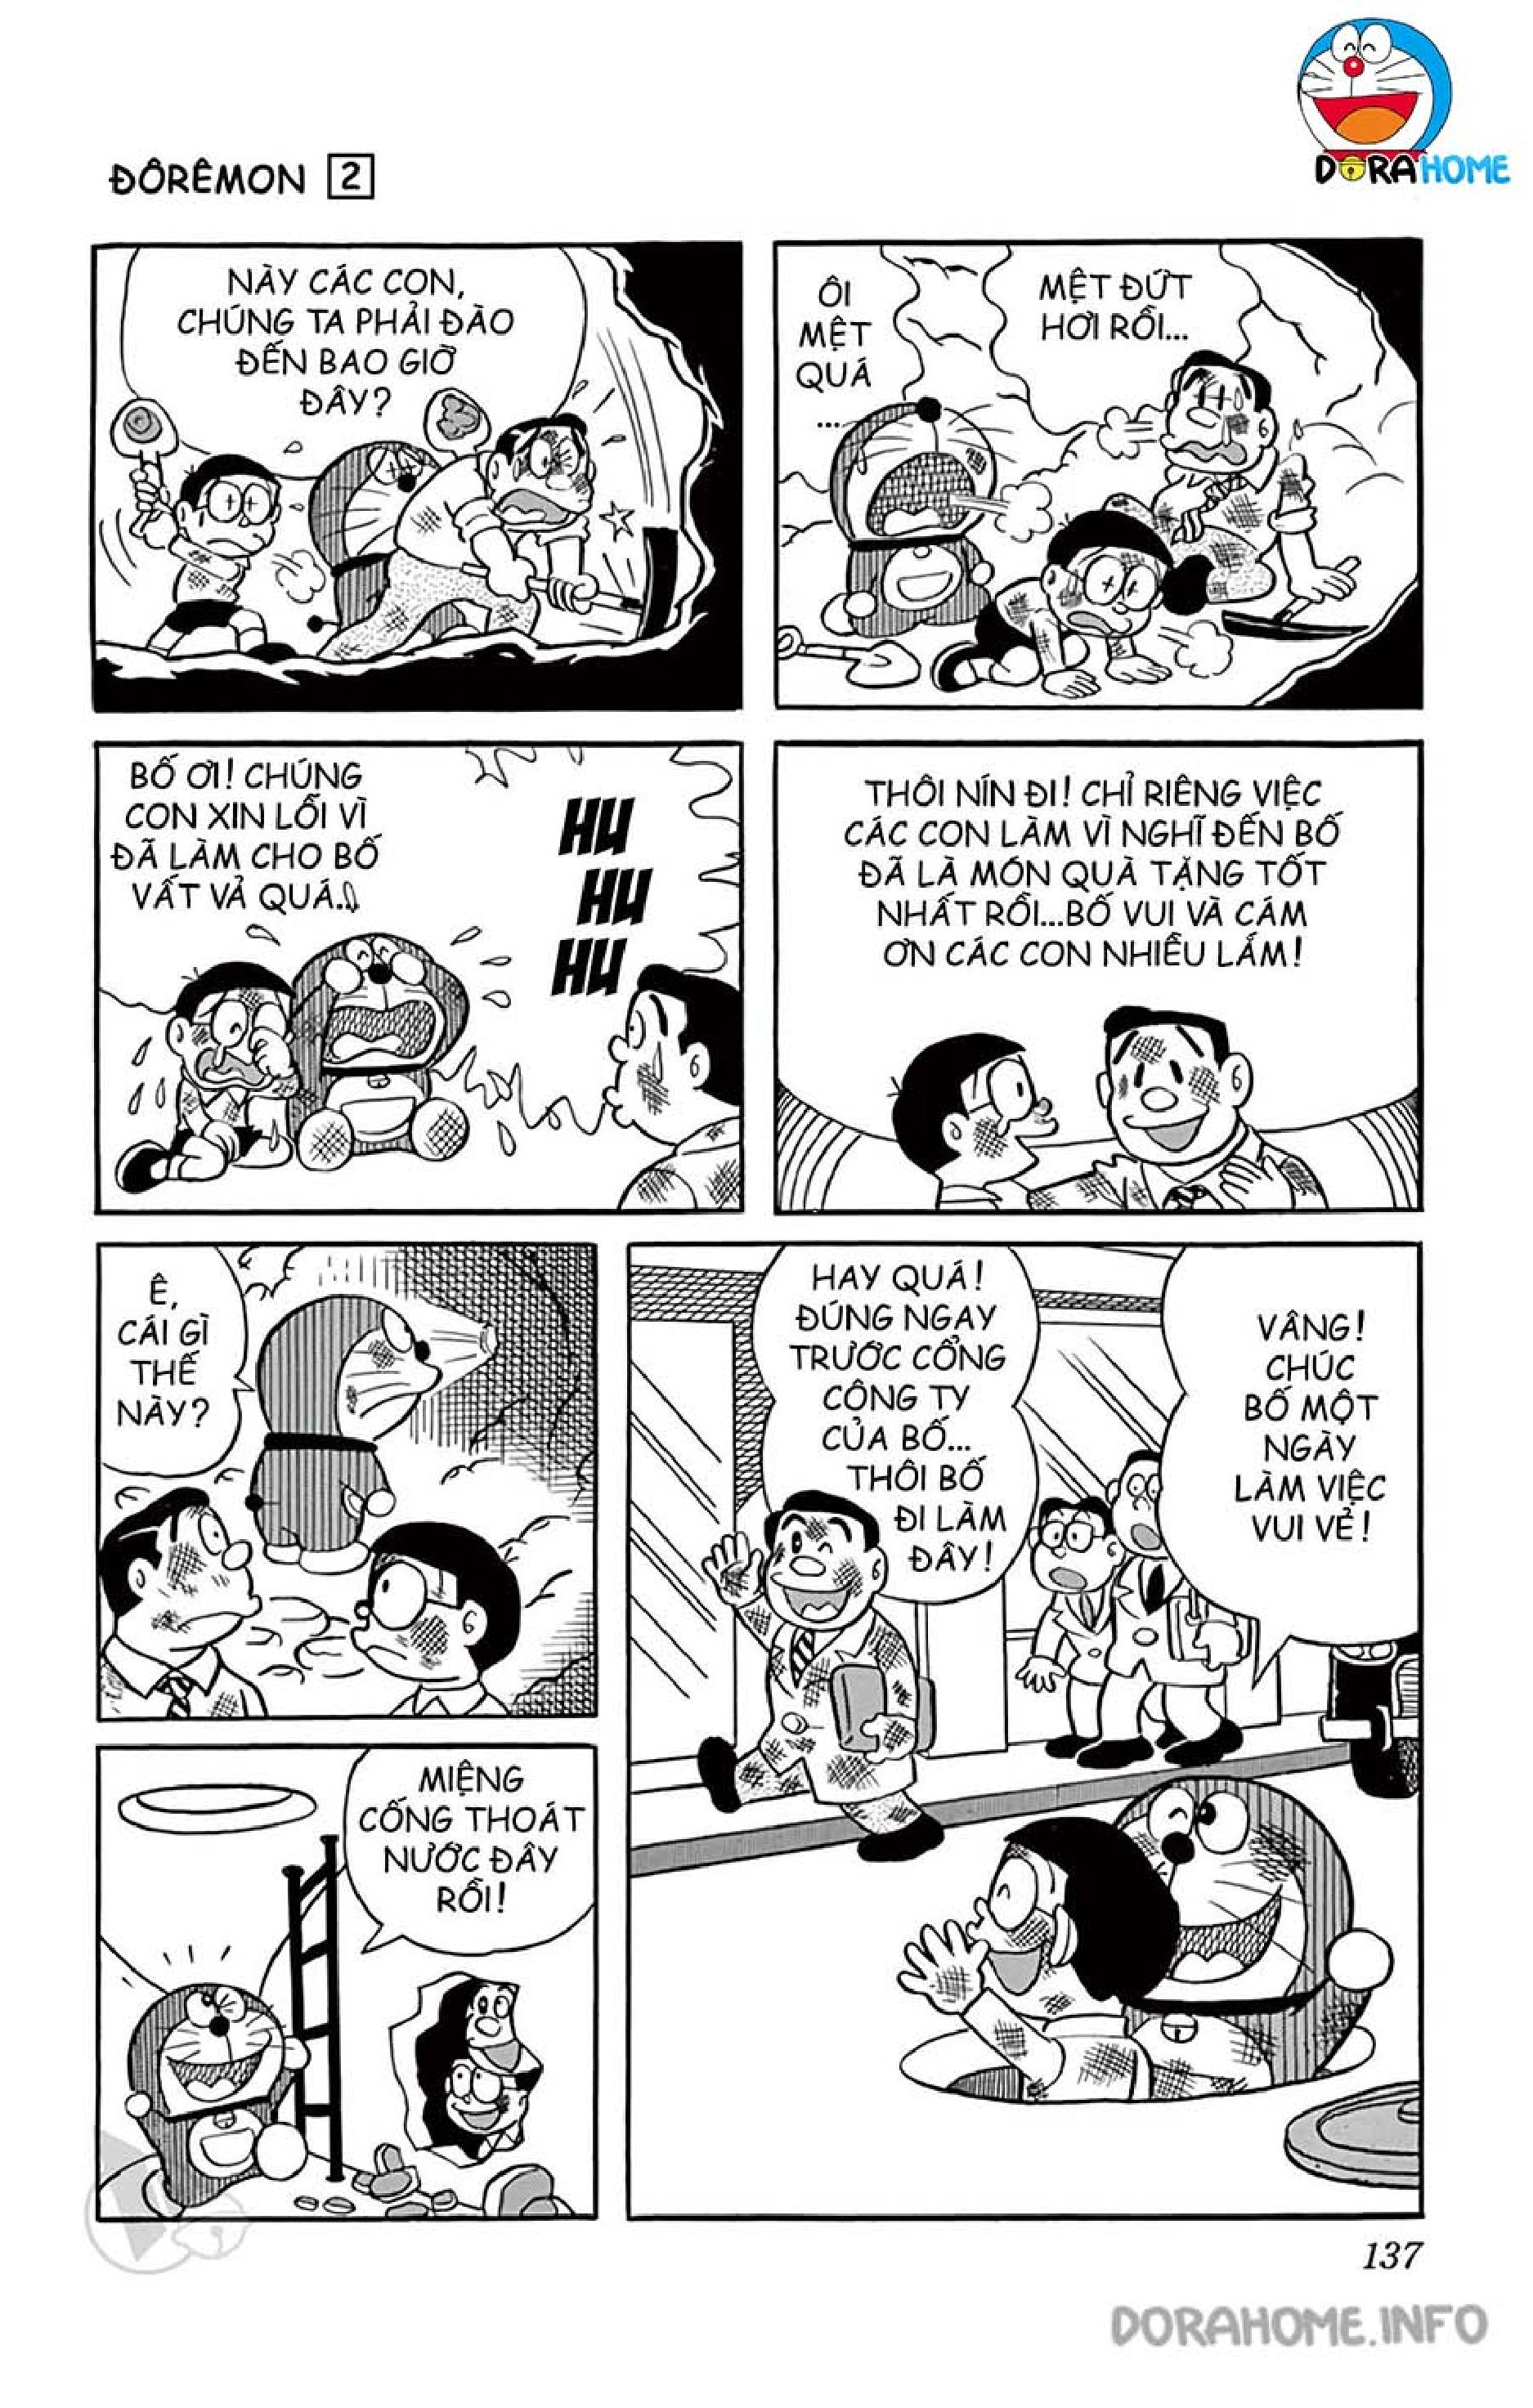 DORAHOME
ĐÔRÊMON 2
NÀY CÁC CON,
CHÚNG TA PHẢI ĐÀO
ĐẾN BAO GIỜ
ĐÂY?
ÔI
MỆT
QUÁ
...
MỆT ĐỨT
HƠI RỒI...
BỐ ƠI! CHÚNG
CON XIN LỖI VÌ
ĐÃ LÀM CHO BỐ
VẤT VẢ QUÁ..
HU
HU
HU
THÔI NÍN ĐI! CHỈ RIÊNG VIỆC
CÁC CON LÀM VÌ NGHĨ ĐẾN BỐ
ĐÃ LÀ MÓN QUÀ TẶNG TỐT
NHẤT RỒI...BỐ VUI VÀ CÁM
ƠN CÁC CON NHIỀU LẮM!
Ê,
CÁI GÌ
THẾ
NÀY?
MIỆNG
CỐNG THOÁT
NƯỚC ĐÂY
RỒI!
HAY QUÁ!
ĐÚNG NGAY
TRƯỚC CỔNG
CÔNG TY
CỦA BỐ...
THÔI BỐ
ĐI LÀM
ĐÂY!
VÂNG!
CHÚC
BỐ MỘT
NGÀY
LÀM VIỆC
VUI VẺ!
137
DORAHOME.INFO